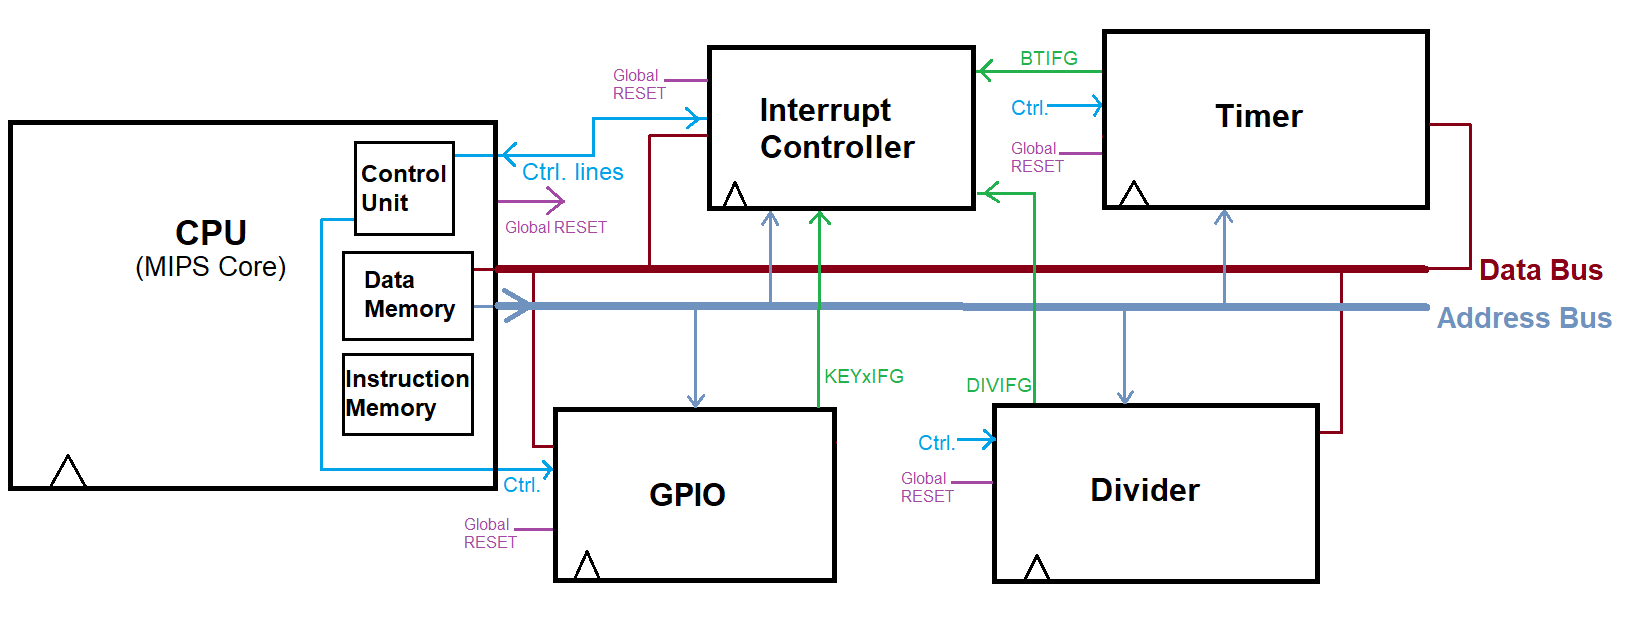 CPU
(MIPS Core)
Control
Unit
Data
Memory
Instruction
Memory
Ctrl. lines
Global RESET
Global
RESET
Interrupt
Controller
BTIFG
Ctrl.
Global
RESET
Timer
Data Bus
Address Bus
KEYxIFG
DIVIFG
Ctrl.
Global
RESET
GPIO
Ctrl.
Global
RESET
Divider